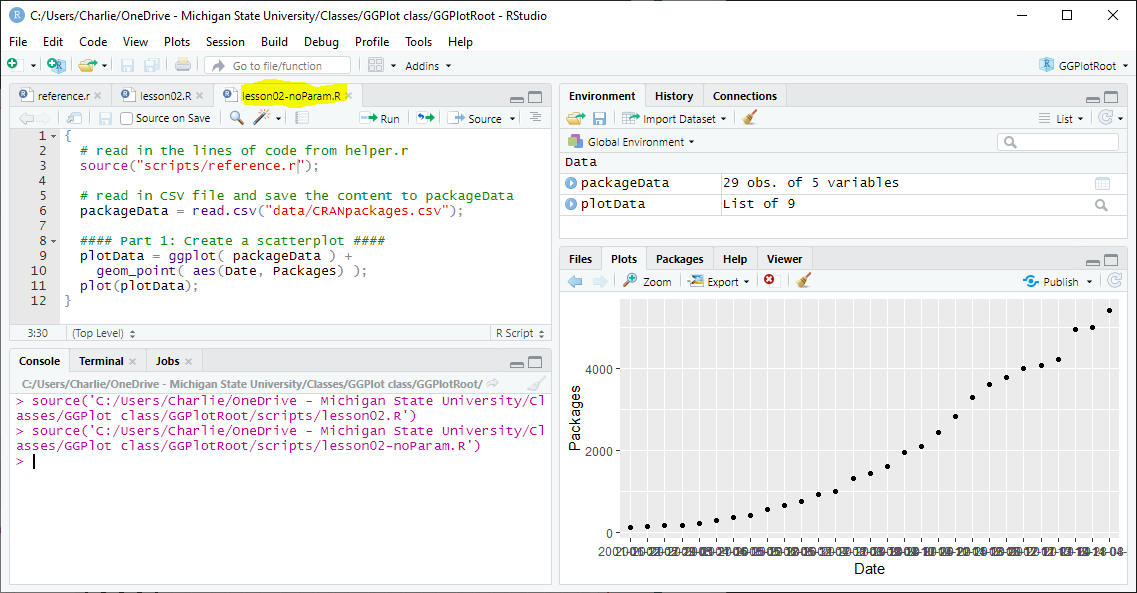 C:/Users/Charlie/OneDrive - Michigan State University/Classes/GGPlot class/GGPlotRoot - RStudio
File Edit Code View Plots Session Build Debug Profile Tools Help
Go to file/function Addins GGPlotRoot
reference.r lesson02.R lesson02-noParam.R
Source on Save Run Source
1 {
2 # read in the lines of code from helper.r
3 source("scripts/reference.r");
4
5 # read in CSV file and save the content to packageData
6 packageData = read.csv("data/CRANpackages.csv");
7
8 #### Part 1: Create a scatterplot ####
9 plotData = ggplot( packageData ) +
10 geom_point( aes(Date, Packages) );
11 plot(plotData);
12 }
3:30 (Top Level) R Script
Console Terminal Jobs
C:/Users/Charlie/OneDrive - Michigan State University/Classes/GGPlot class/GGPlotRoot/
> source('C:/Users/Charlie/OneDrive - Michigan State University/Cl
asses/GGPlot class/GGPlotRoot/scripts/lesson02.R')
> source('C:/Users/Charlie/OneDrive - Michigan State University/Cl
asses/GGPlot class/GGPlotRoot/scripts/lesson02-noParam.R')
>
Environment History Connections
Import Dataset List
Global Environment
Data
packageData 29 obs. of 5 variables
plotData List of 9
Files Plots Packages Help Viewer
Zoom Export Publish
Packages
4000
2000
0
Date